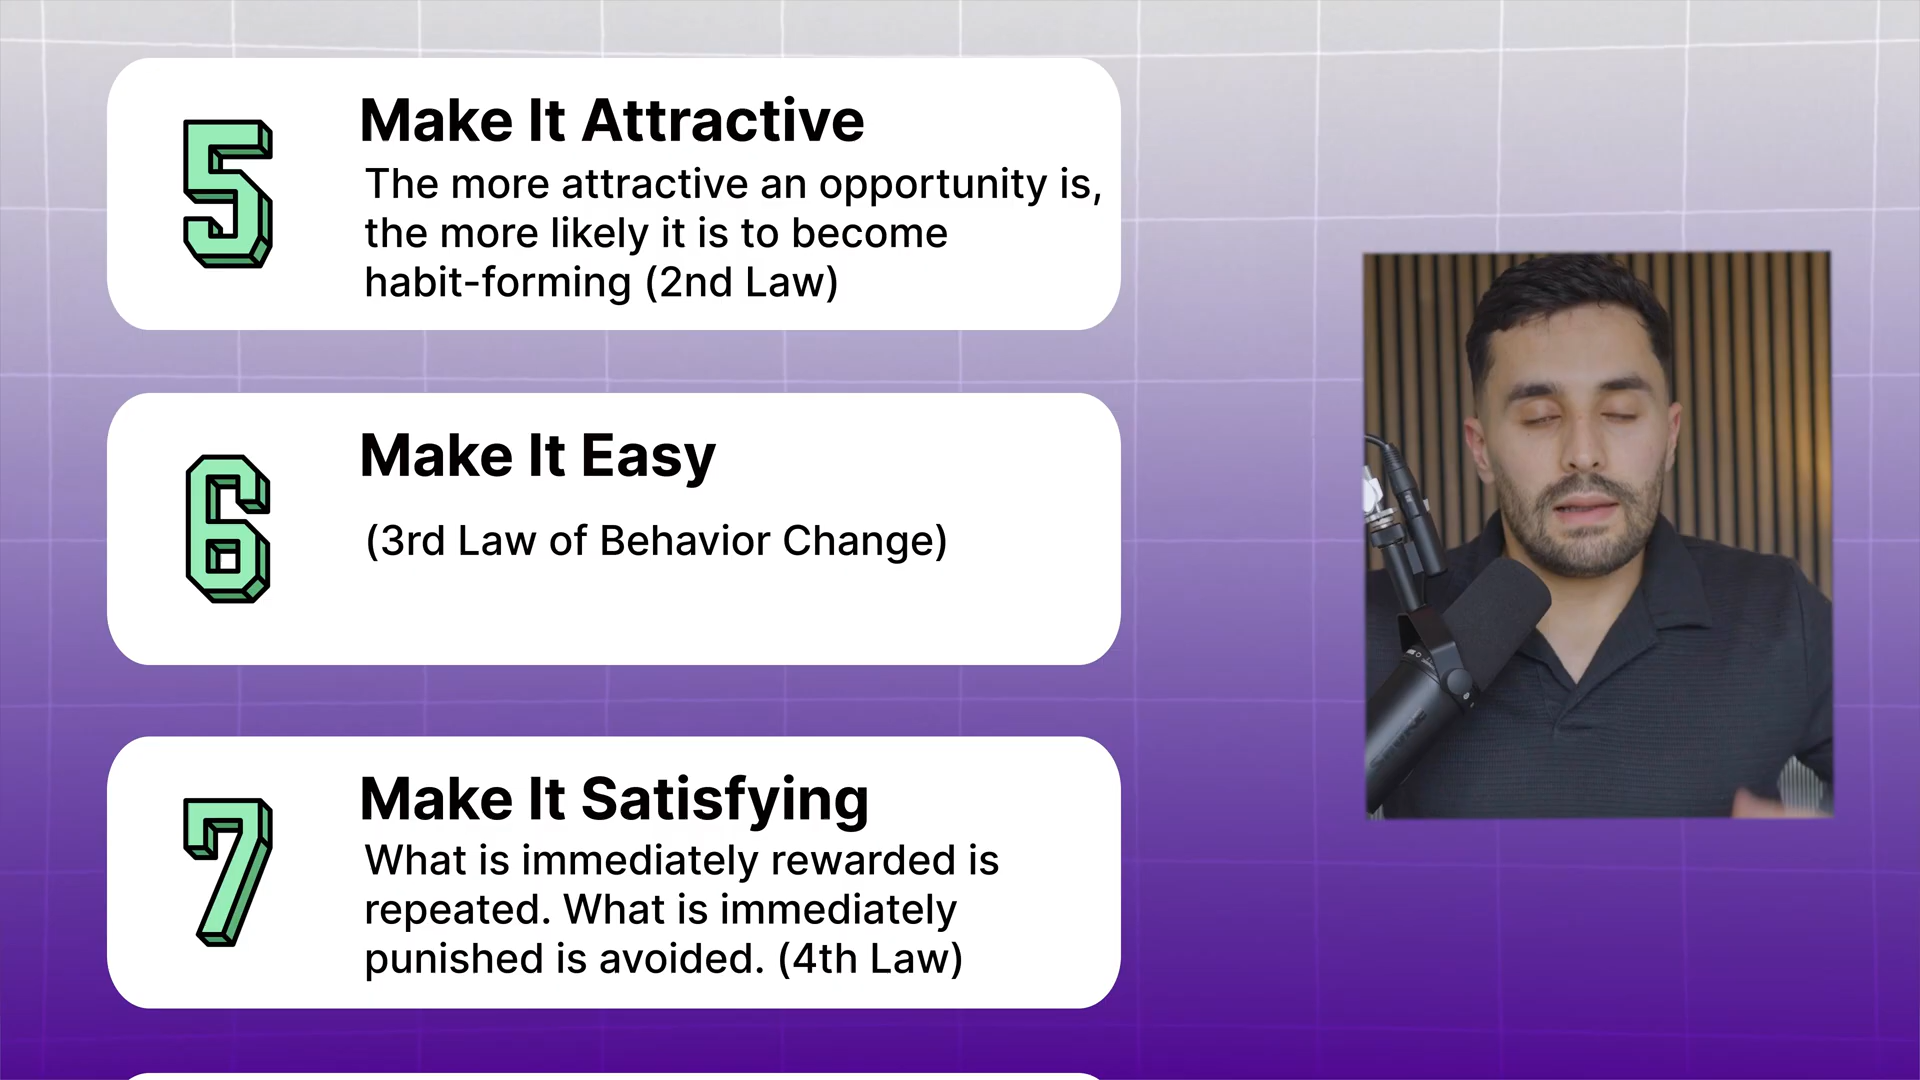 5
Make It Attractive
The more attractive an opportunity is,
the more likely it is to become
habit-forming (2nd Law)
6
Make It Easy
(3rd Law of Behavior Change)
7
Make It Satisfying
What is immediately rewarded is
repeated. What is immediately
punished is avoided. (4th Law)